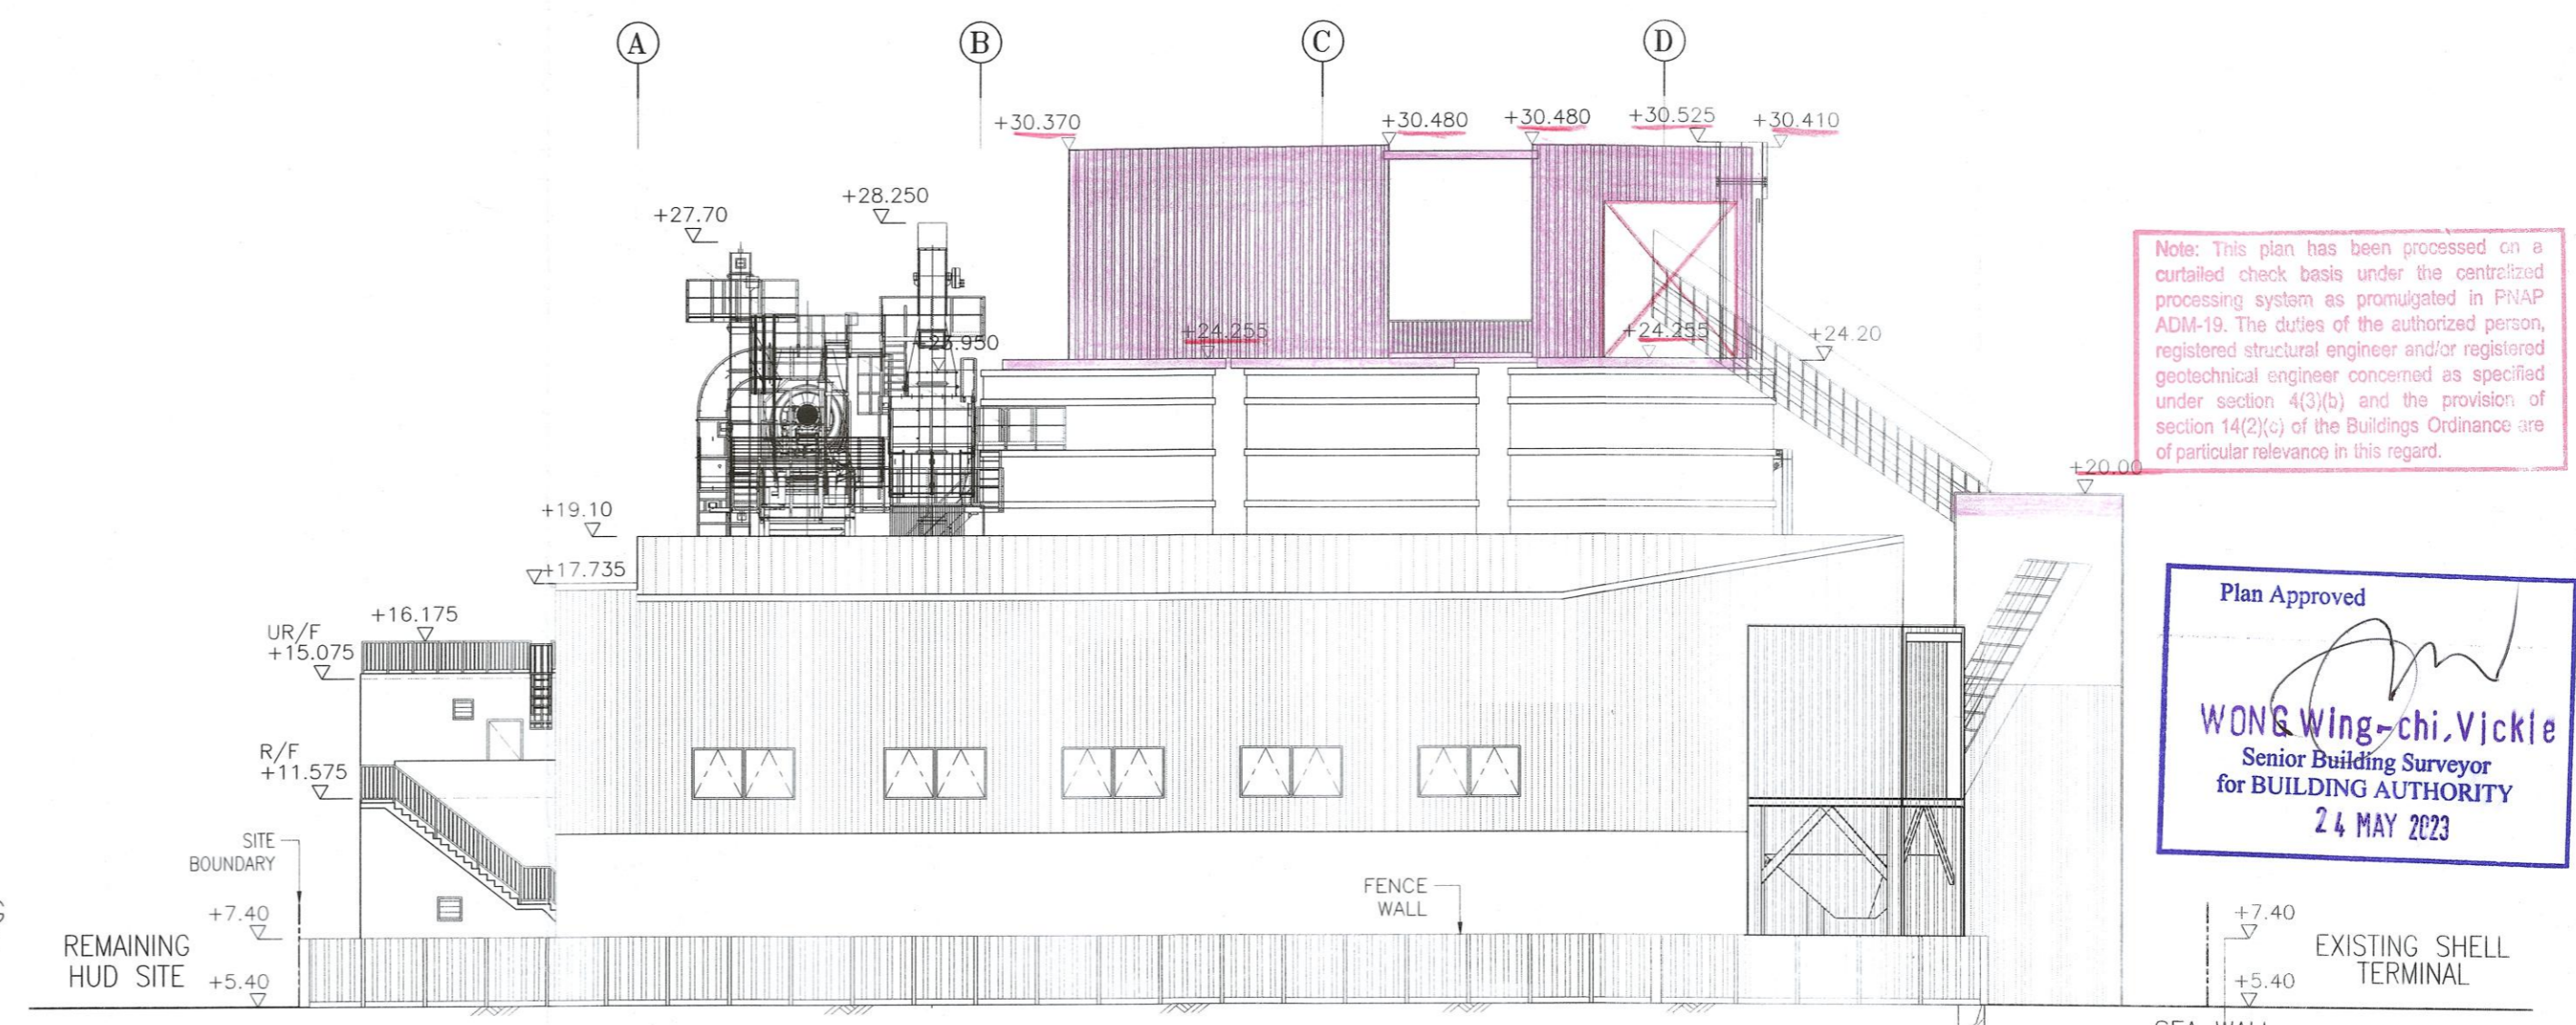 A
B
C
D
+30.370
+30.480
+30.480
+30.525
+30.410
+28.250
+27.70
Note: This plan has been processed on a
curtailed check basis under the centralized
processing system as promulgated in PNAP
ADM-19. The duties of the authorized person,
registered structural engineer and/or registered
geotechnical engineer concerned as specified
under section 4(3)(b) and the provision of
section 14(2)(c) of the Buildings Ordinance are
of particular relevance in this regard.
+24.255
+24.255
+24.20
+23.950
+20.00
+19.10
+17.735
Plan Approved
WONG Wing-chi, Vickie
Senior Building Surveyor
for BUILDING AUTHORITY
24 MAY 2023
+16.175
UR/F
+15.075
R/F
+11.575
SITE
BOUNDARY
FENCE
WALL
+7.40
REMAINING
HUD SITE
+5.40
+7.40
EXISTING SHELL
TERMINAL
+5.40